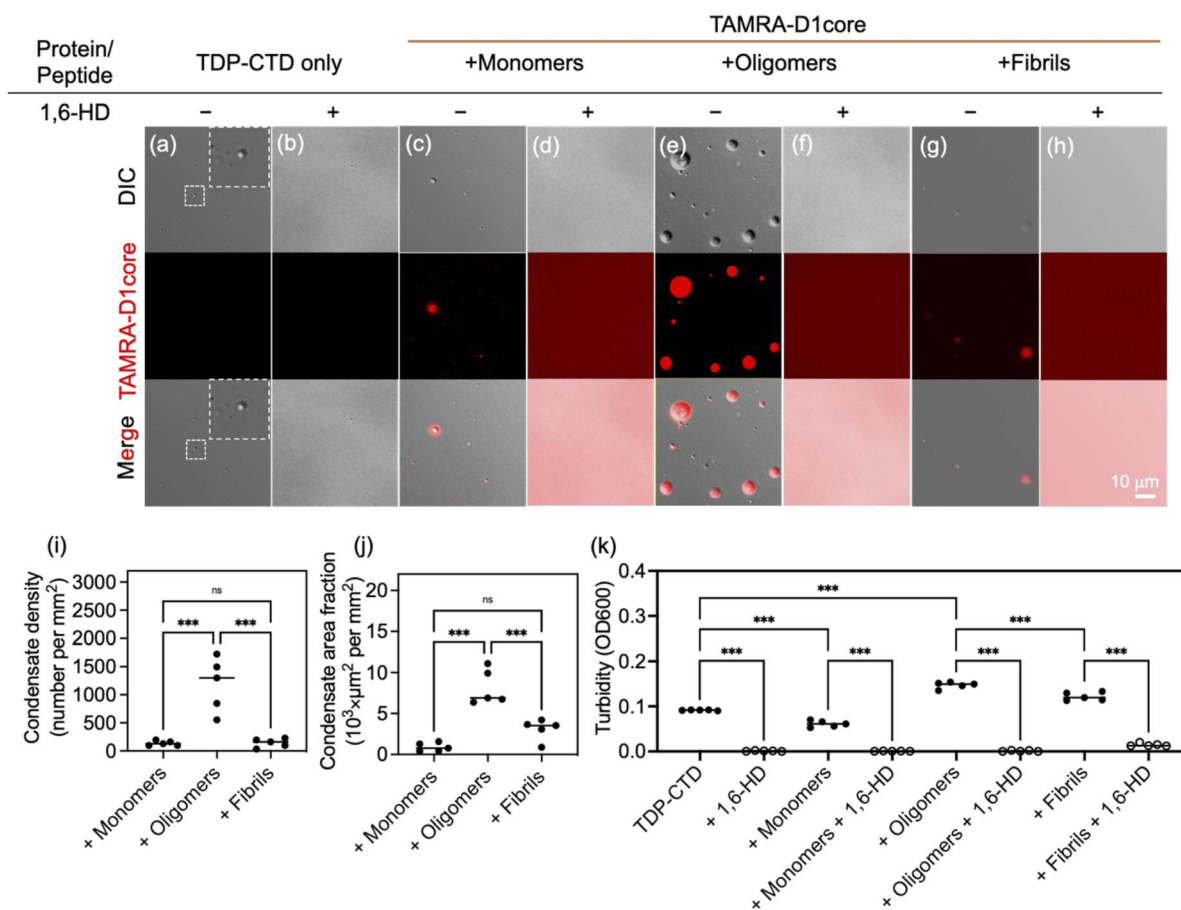 TAMRA-D1core
Protein/
Peptide
TDP-CTD only
+Monomers
+Oligomers
+Fibrils
1,6-HD
−
+
−
+
−
+
−
+
(a)
(b)
(c)
(d)
(e)
(f)
(g)
(h)
DIC
TAMRA-D1core
Merge
10 μm
(i)
Condensate density
(number per mm²)
3000
2500
2000
1500
1000
500
0
ns
***
***
+ Monomers
+ Oligomers
+ Fibrils
(j)
Condensate area fraction
(10³×μm² per mm²)
20
15
10
5
0
ns
***
***
+ Monomers
+ Oligomers
+ Fibrils
(k)
Turbidity (OD600)
0.4
0.3
0.2
0.1
0.0
***
***
***
***
***
***
***
TDP-CTD
+ 1,6-HD
+ Monomers
+ Monomers + 1,6-HD
+ Oligomers
+ Oligomers + 1,6-HD
+ Fibrils
+ Fibrils + 1,6-HD